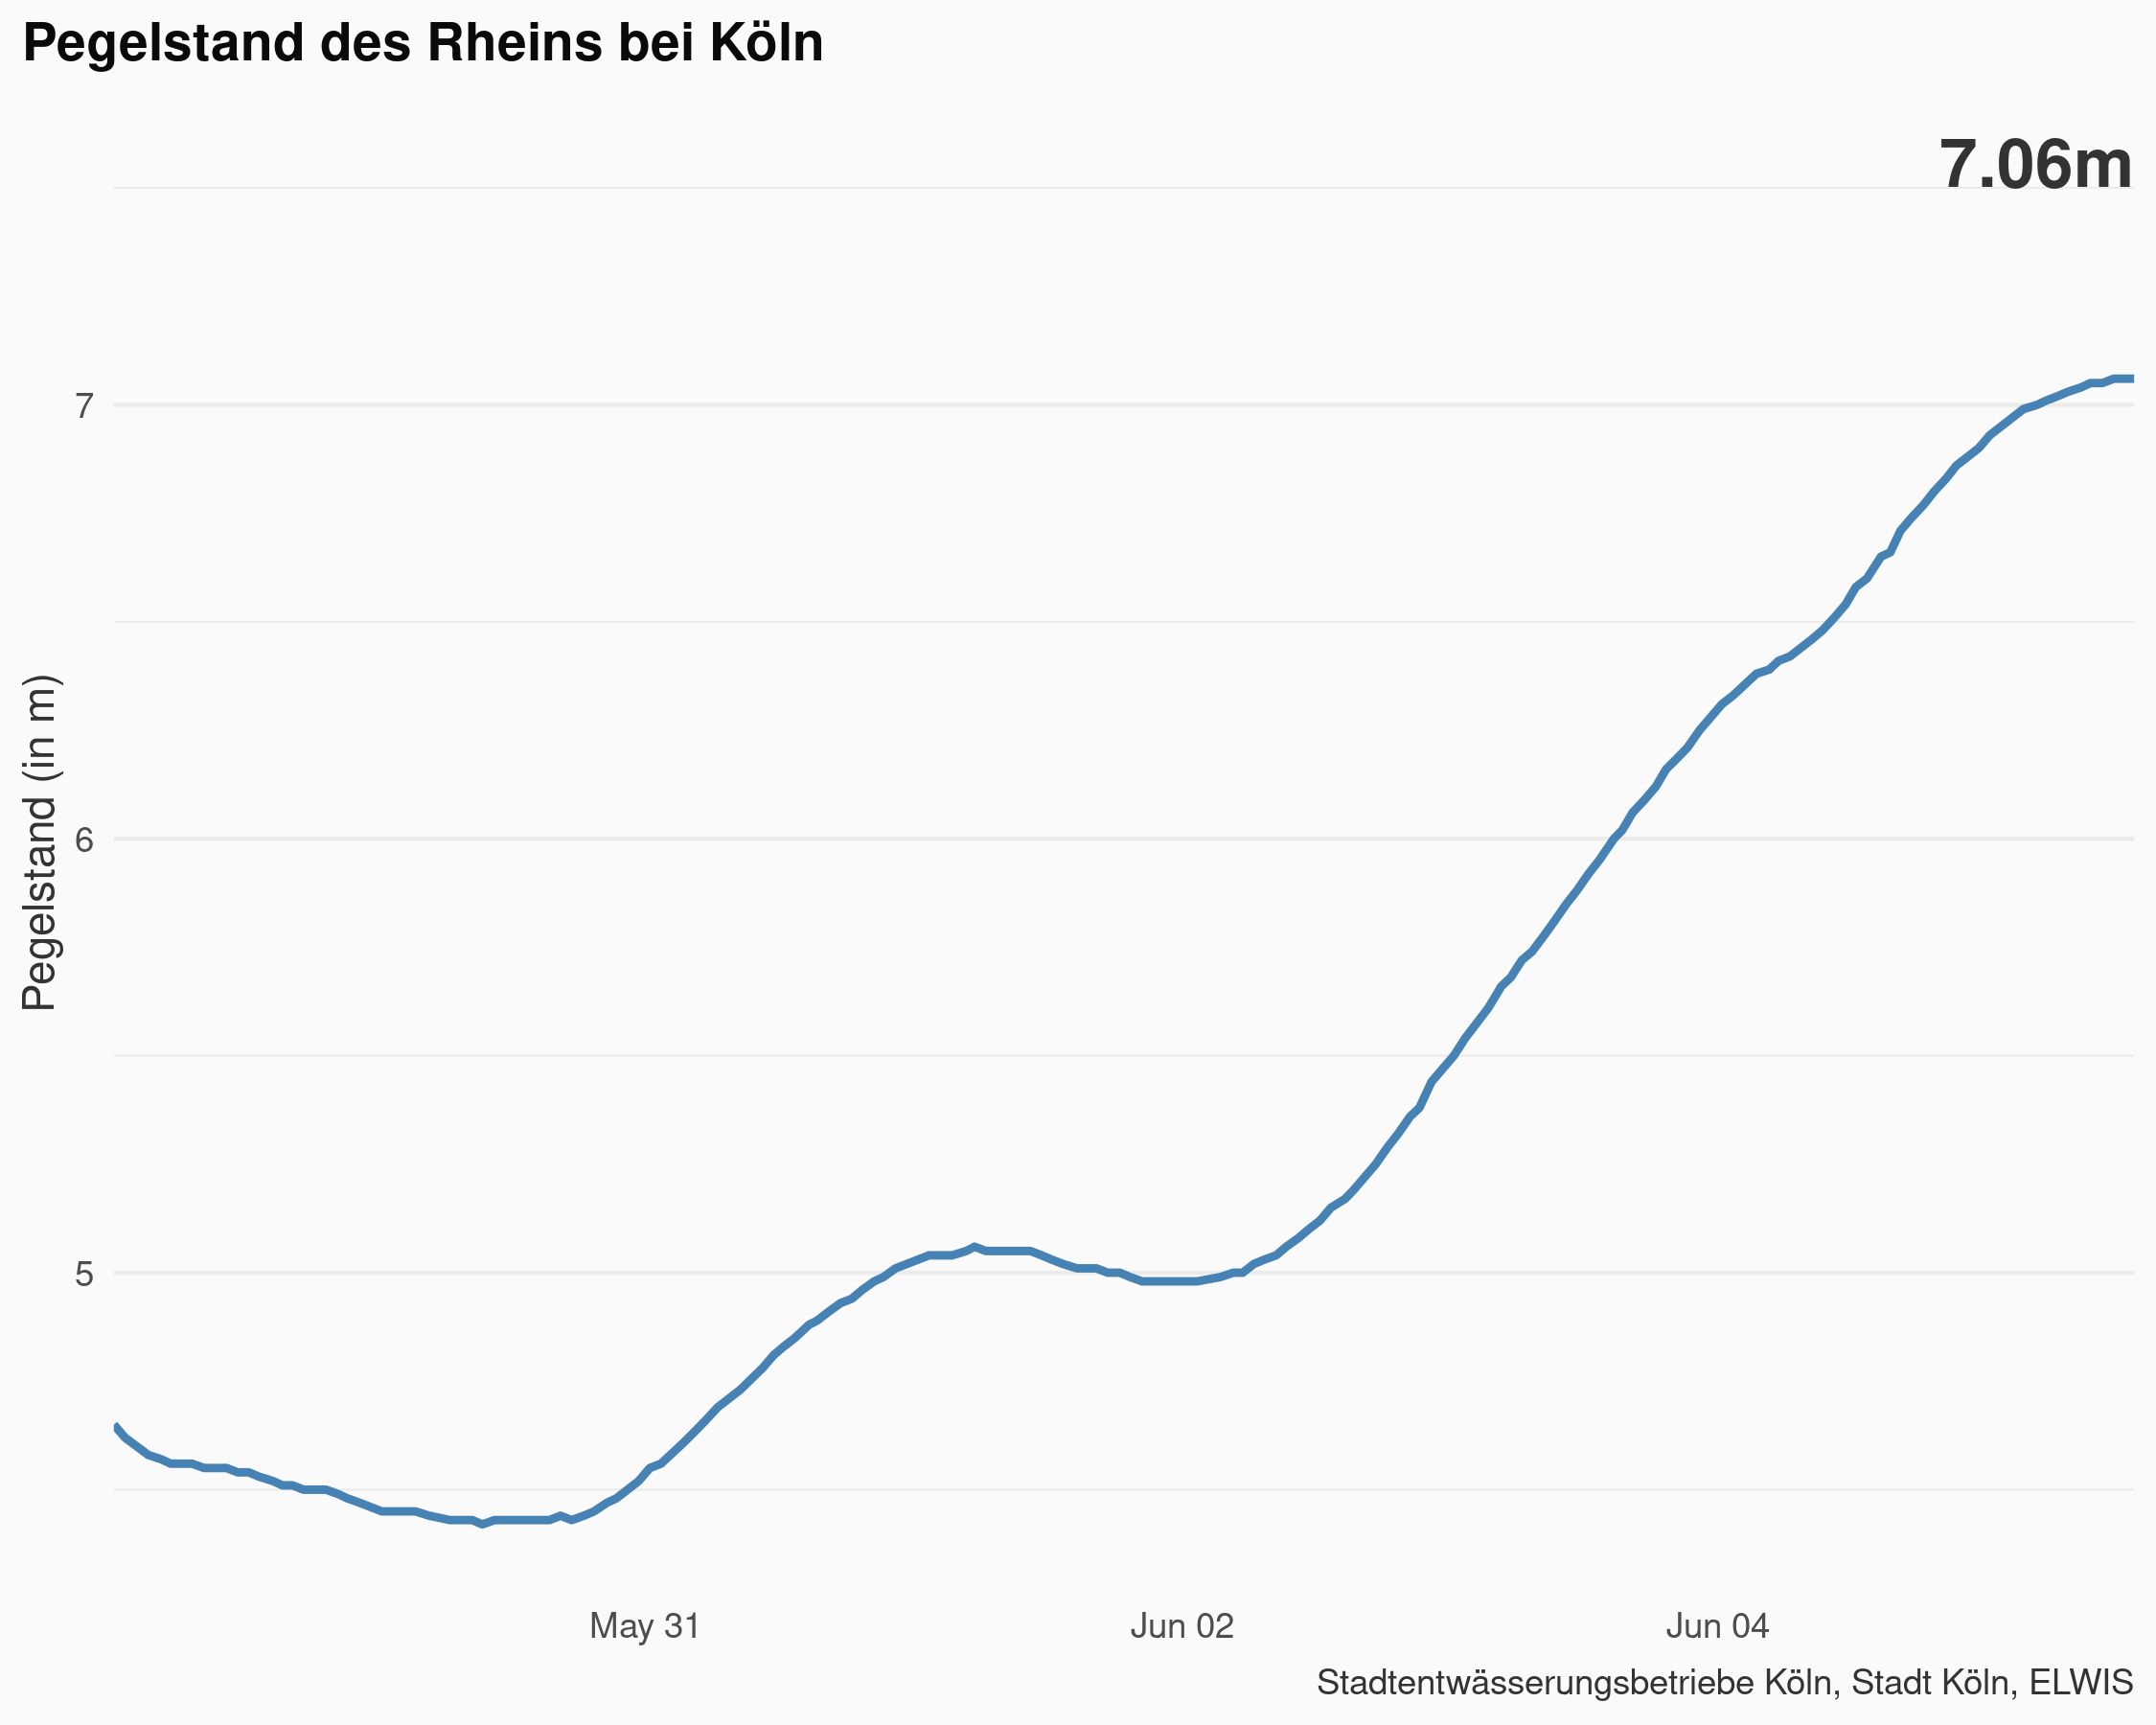 Pegelstand des Rheins bei Köln
7.06m
Pegelstand (in m)
7
6
5
May 31
Jun 02
Jun 04
Stadtentwässerungsbetriebe Köln, Stadt Köln, ELWIS